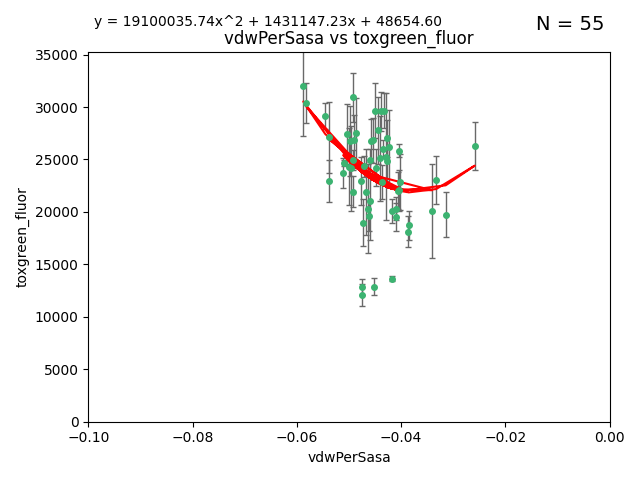 y = 19100035.74x^2 + 1431147.23x + 48654.60
N = 55
vdwPerSasa vs toxgreen_fluor
35000
30000
25000
20000
15000
10000
5000
0
toxgreen_fluor
−0.10
−0.08
−0.06
−0.04
−0.02
0.00
vdwPerSasa